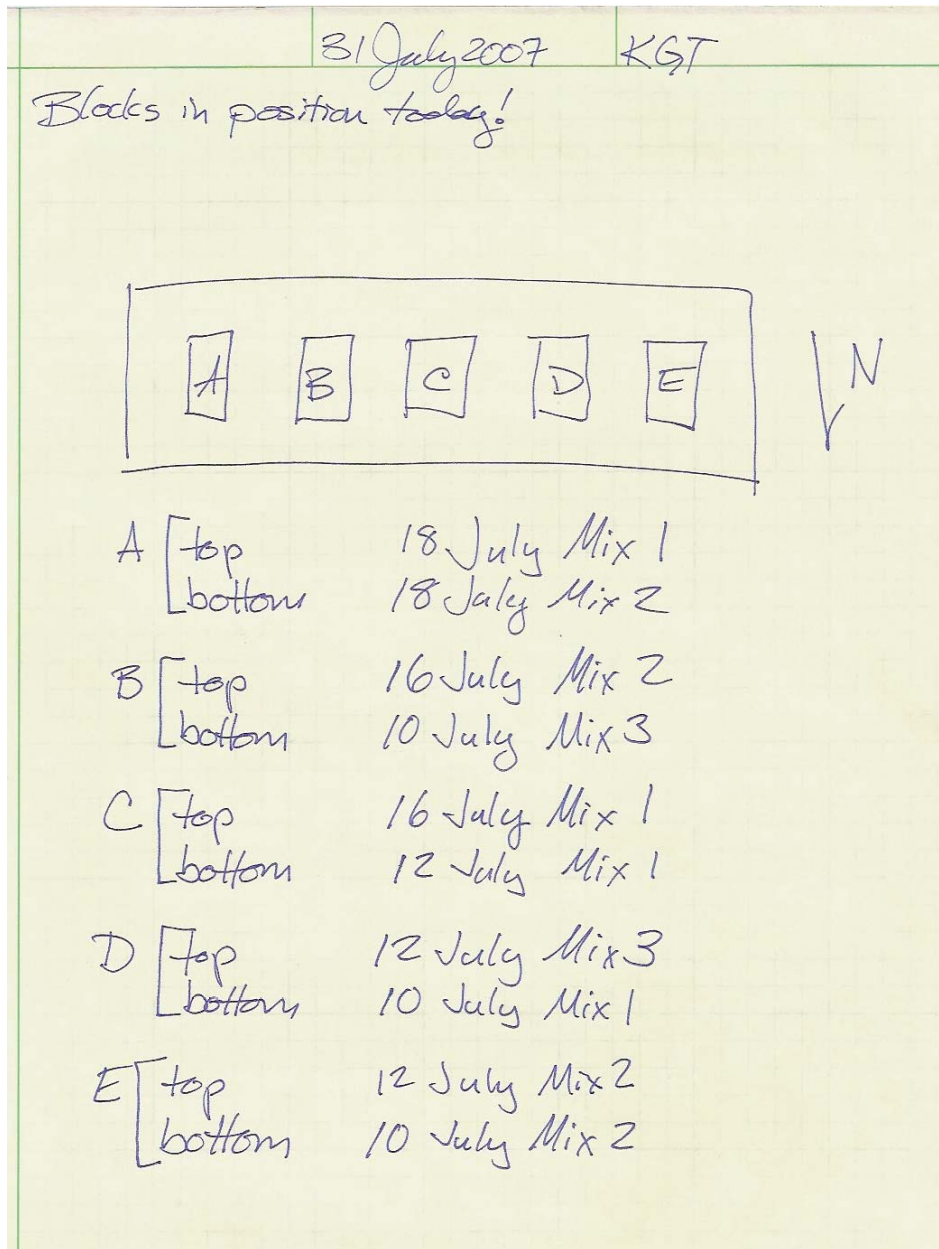 31 July 2007 KGT
Blocks in position today!
A B C D E N
A top 18 July Mix 1
bottom 18 July Mix 2
B top 16 July Mix 2
bottom 10 July Mix 3
C top 16 July Mix 1
bottom 12 July Mix 1
D top 12 July Mix 3
bottom 10 July Mix 1
E top 12 July Mix 2
bottom 10 July Mix 2